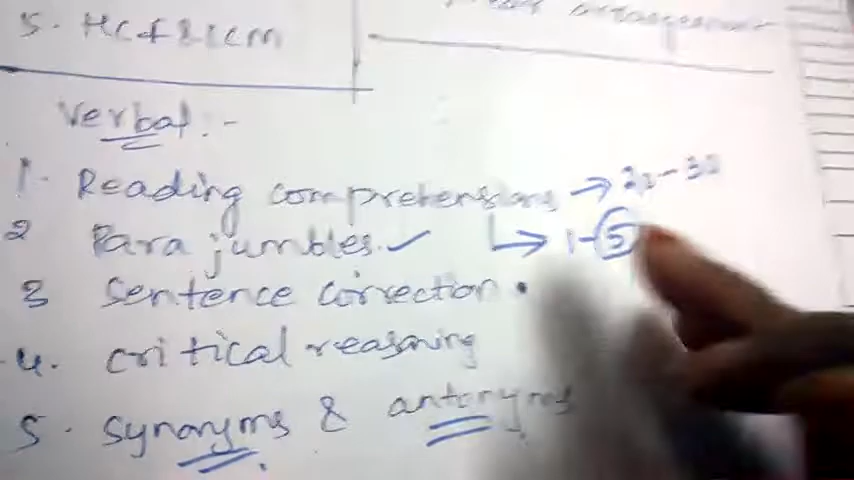 5. HCF & LCM
arrangement
Verbal :-
1. Reading comprehensions → 20-30
2 Para jumbles. ✓ ↳ 1-5
3 Sentence correction.
4. critical reasoning
5. synonyms & antonyms